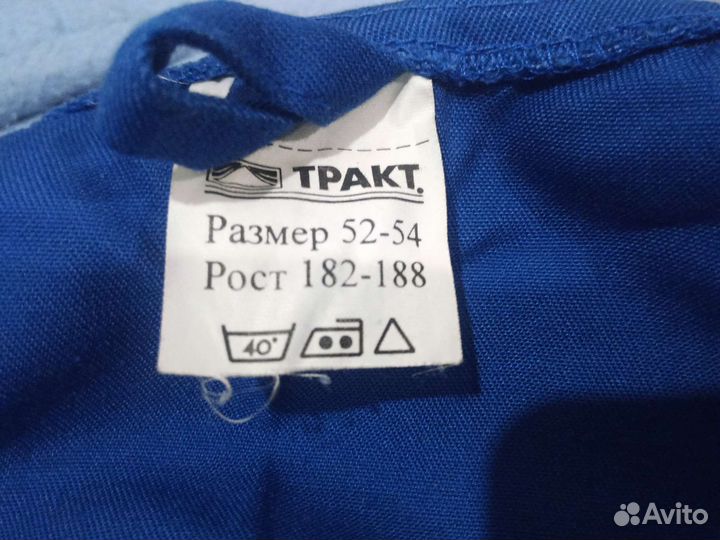 ТРАКТ.
Размер 52-54
Рост 182-188
40°
Avito